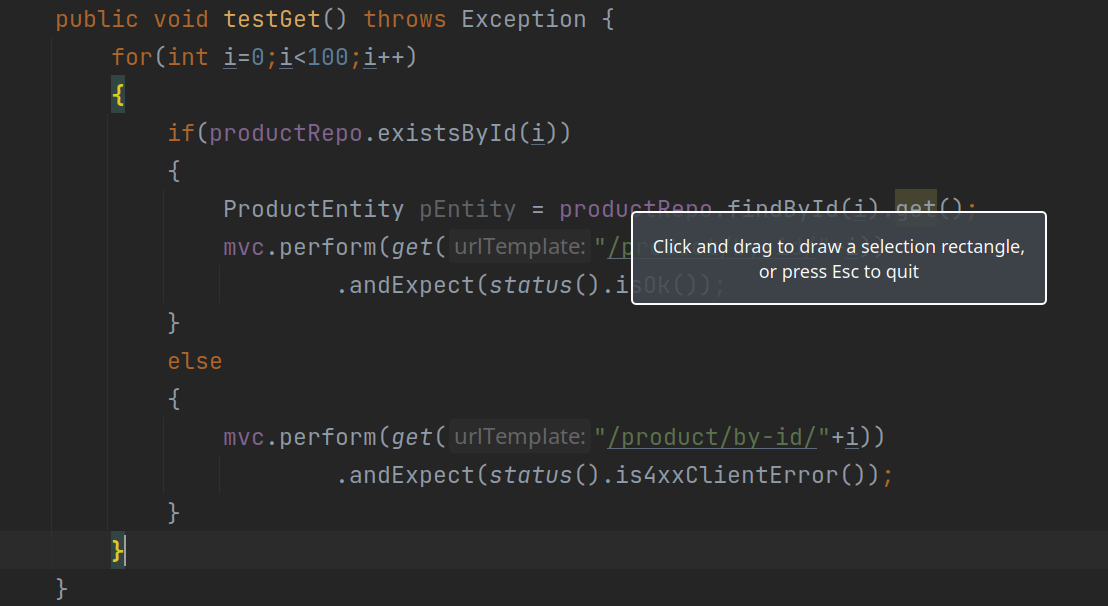 public void testGet() throws Exception {
for(int i=0;i<100;i++)
{
if(productRepo.existsById(i))
{
ProductEntity pEntity = productRepo.findById(i).get();
mvc.perform(get( urlTemplate: "/p
Click and drag to draw a selection rectangle,
or press Esc to quit
.andExpect(status().isOk());
}
else
{
mvc.perform(get( urlTemplate: "/product/by-id/"+i))
.andExpect(status().is4xxClientError());
}
}
}